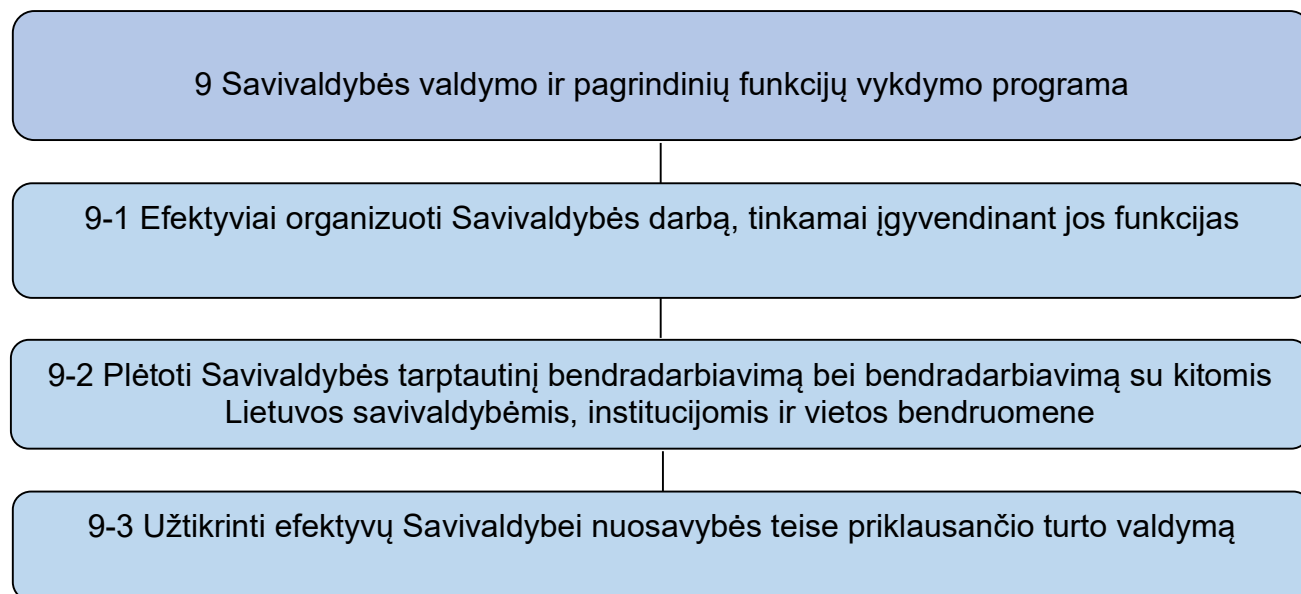 9 Savivaldybės valdymo ir pagrindinių funkcijų vykdymo programa
9-1 Efektyviai organizuoti Savivaldybės darbą, tinkamai įgyvendinant jos funkcijas
9-2 Plėtoti Savivaldybės tarptautinį bendradarbiavimą bei bendradarbiavimą su kitomis
Lietuvos savivaldybėmis, institucijomis ir vietos bendruomene
9-3 Užtikrinti efektyvų Savivaldybei nuosavybės teise priklausančio turto valdymą